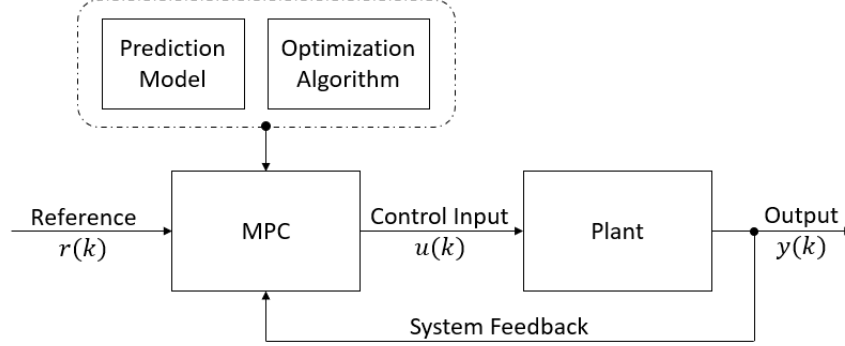 Prediction
Model
Optimization
Algorithm
Reference
r(k)
MPC
Control Input
u(k)
Plant
Output
y(k)
System Feedback